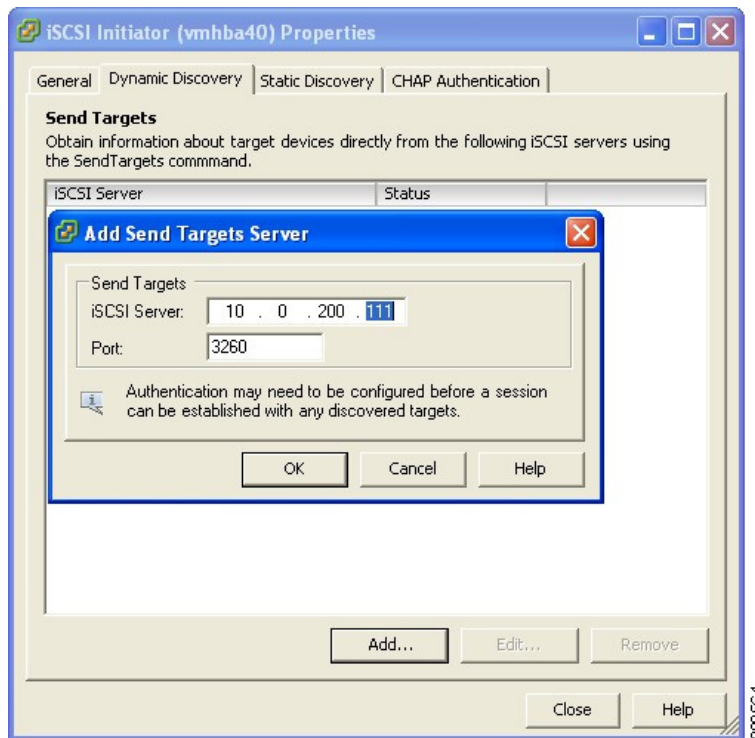 iSCSI Initiator (vmhba40) Properties
General Dynamic Discovery Static Discovery CHAP Authentication
Send Targets
Obtain information about target devices directly from the following iSCSI servers using
the SendTargets commmand.
iSCSI Server Status
Add Send Targets Server
Send Targets
iSCSI Server: 10 . 0 . 200 . 111
Port: 3260
Authentication may need to be configured before a session
can be established with any discovered targets.
OK Cancel Help
Add... Edit... Remove
Close Help